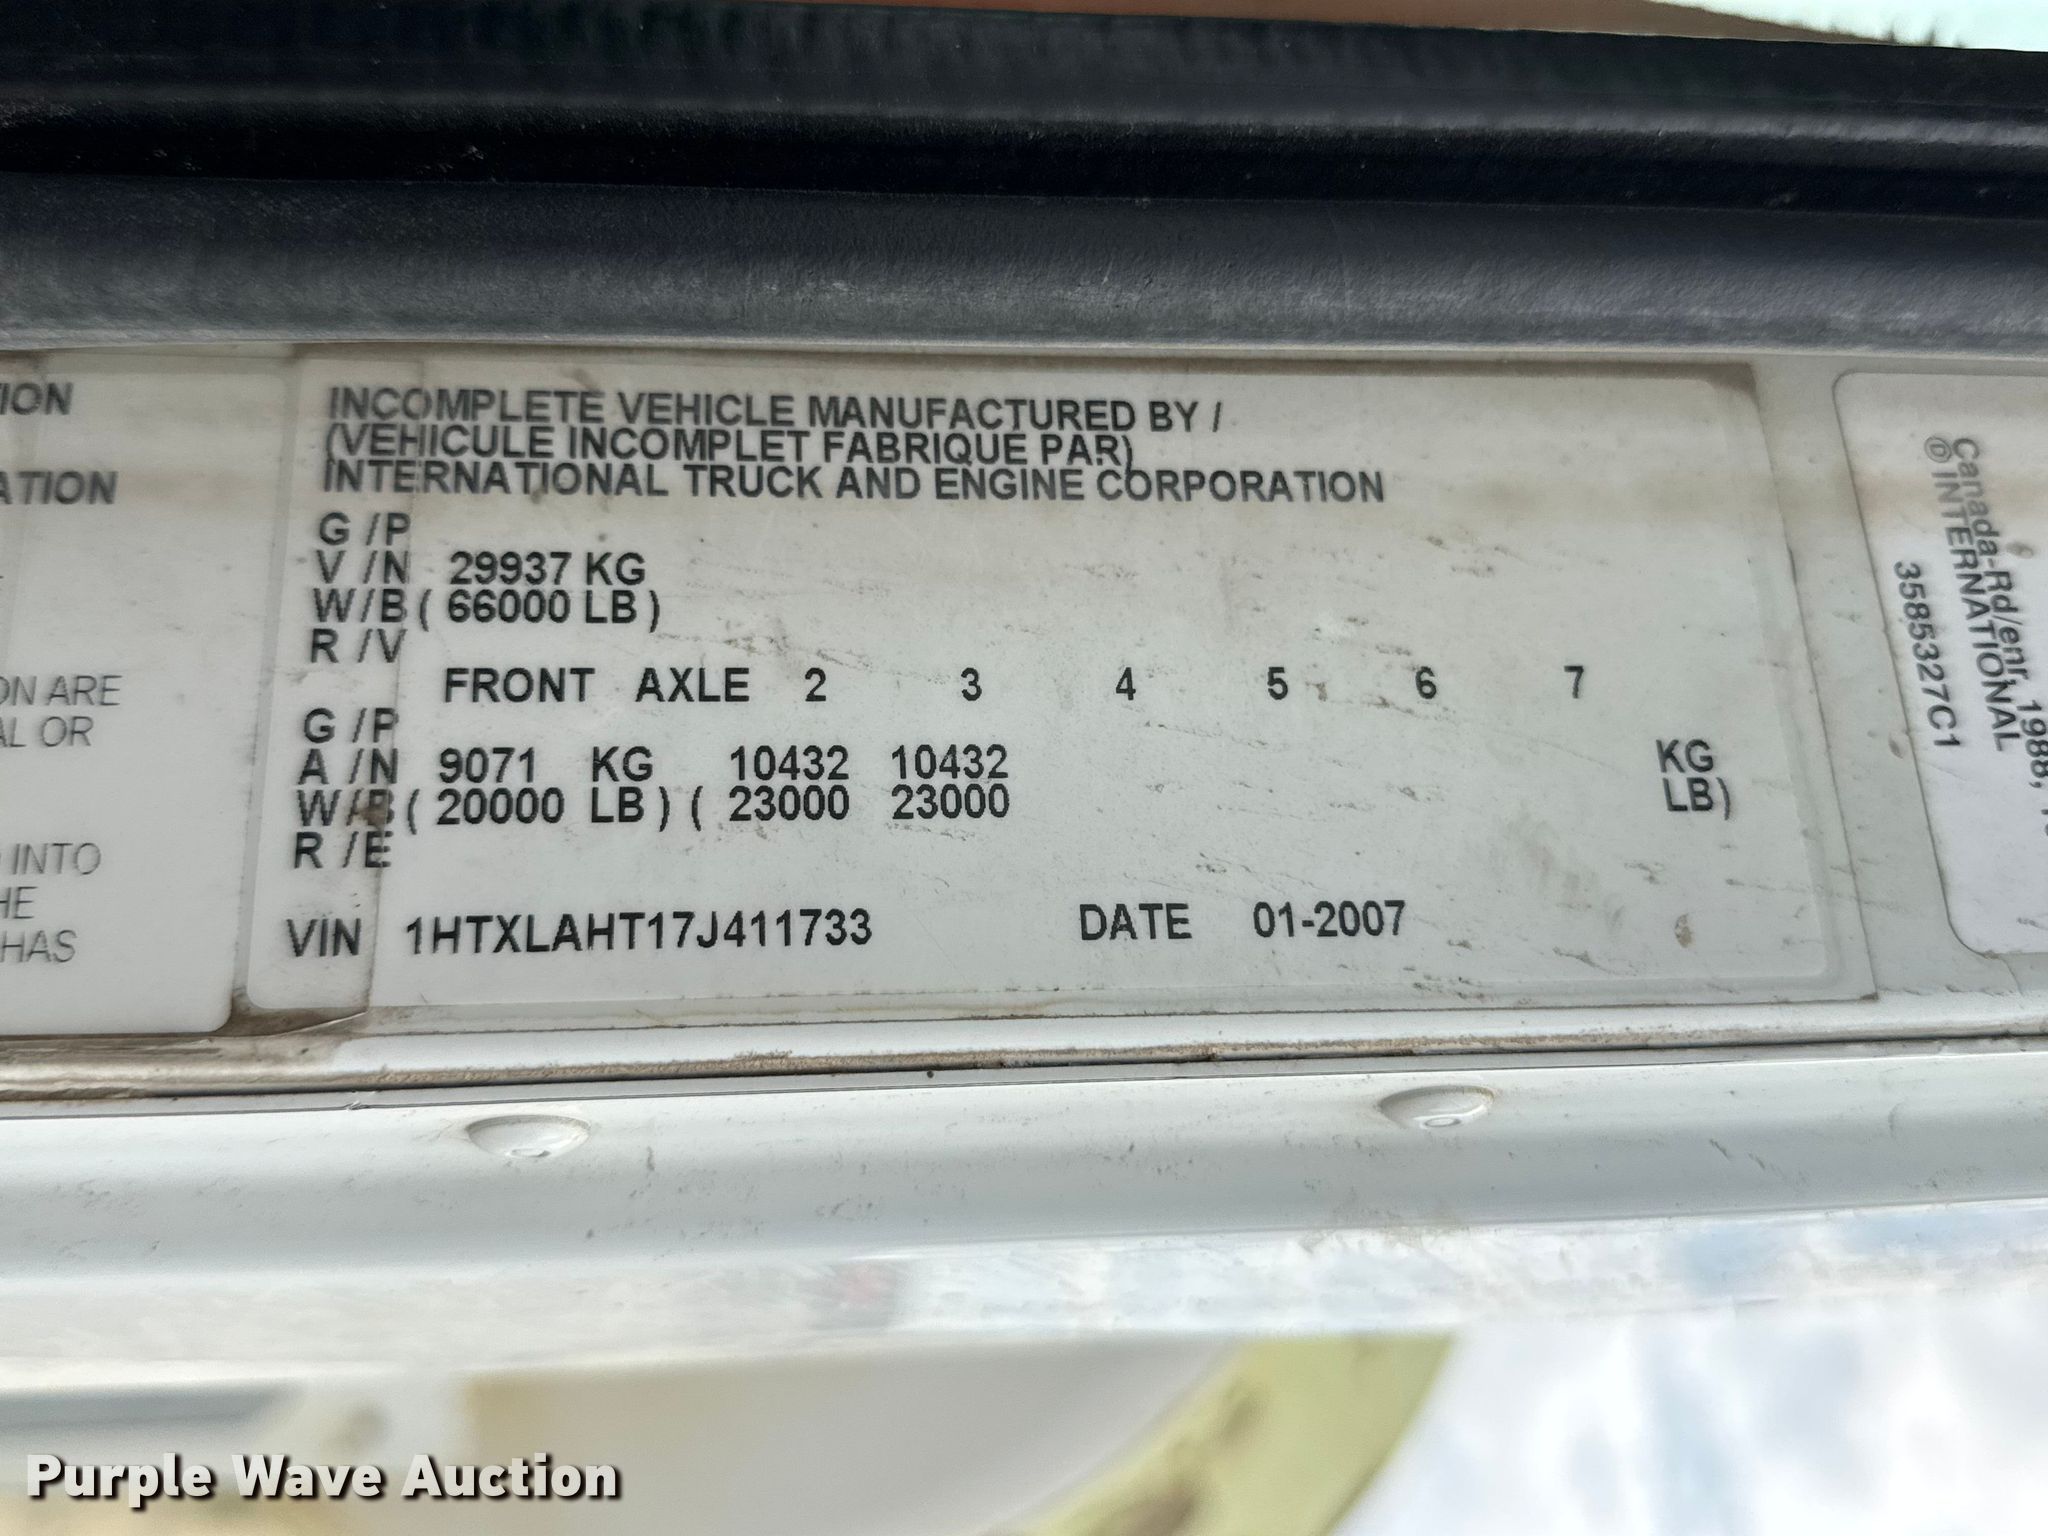 ION
ATION
ON ARE
AL OR
INTO
HE
HAS
INCOMPLETE VEHICLE MANUFACTURED BY /
(VEHICULE INCOMPLET FABRIQUE PAR)
INTERNATIONAL TRUCK AND ENGINE CORPORATION
G /P
V /N 29937 KG
W/B ( 66000 LB )
R /V
FRONT AXLE 2 3 4 5 6 7
G /P
A /N 9071 KG 10432 10432 KG
W/B ( 20000 LB ) ( 23000 23000 LB)
R /E
VIN 1HTXLAHT17J411733 DATE 01-2007
Canada-Rd/enr, 1988,
© INTERNATIONAL
3585327C1
Purple Wave Auction